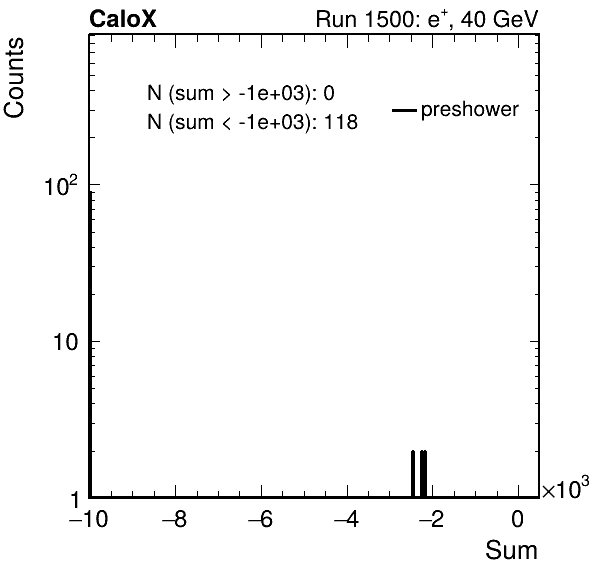 CaloX Run 1500: e⁺, 40 GeV
Counts
N (sum > -1e+03): 0
N (sum < -1e+03): 118
preshower
10²
10
1
−10 −8 −6 −4 −2 0 ×10³
Sum